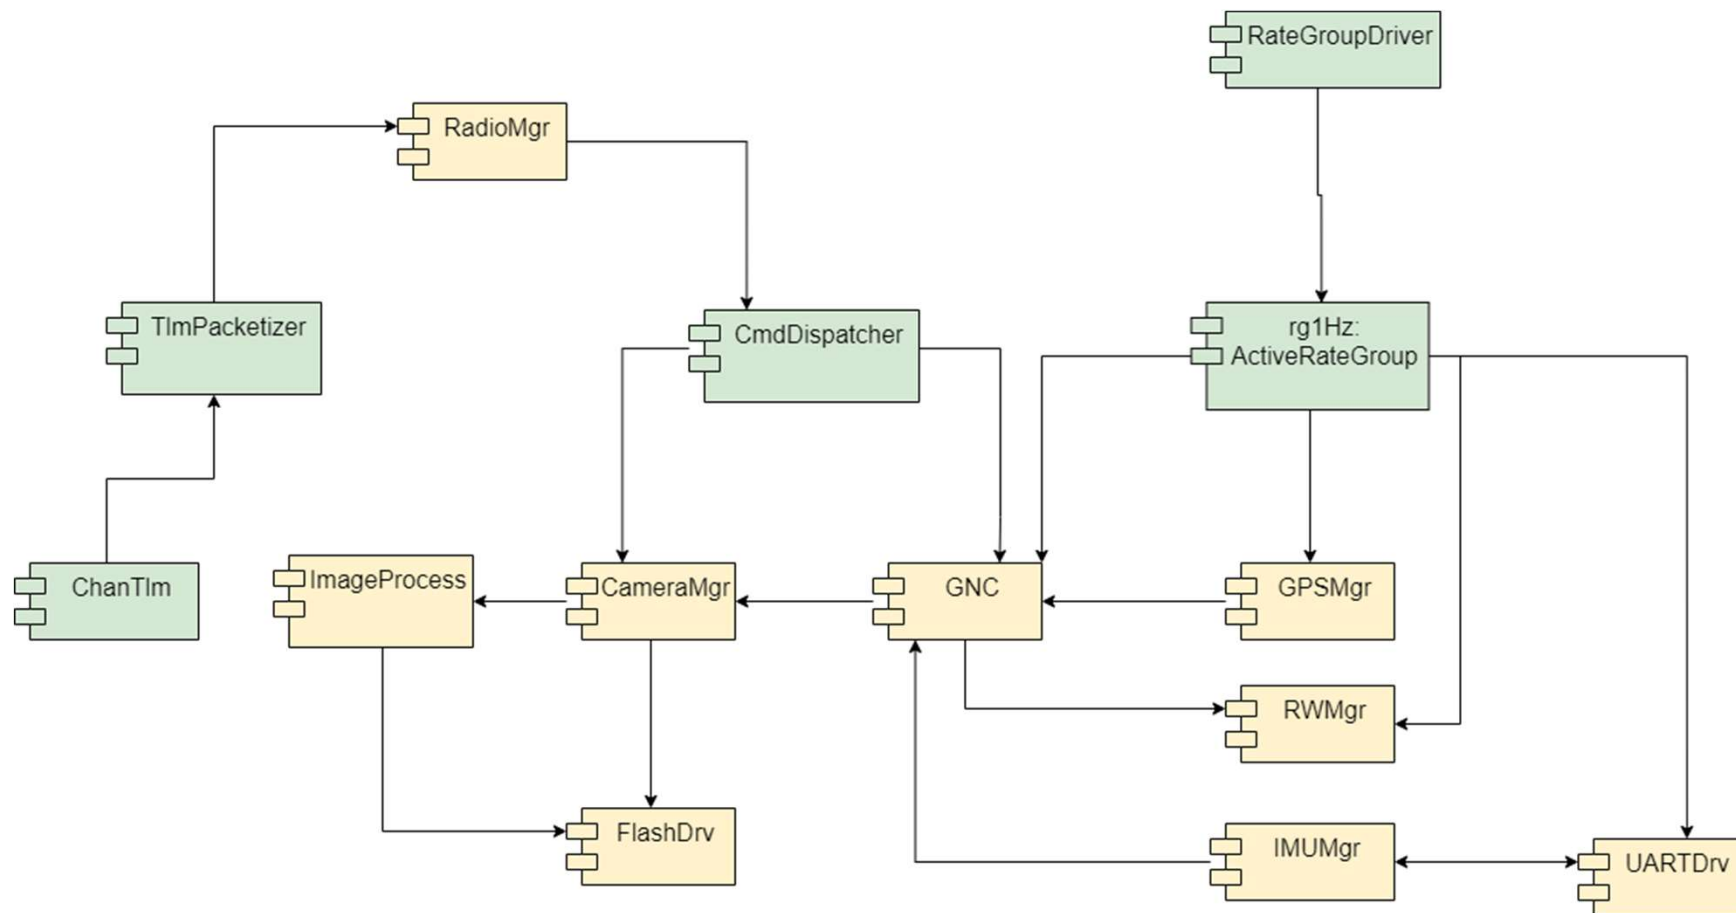 RateGroupDriver
RadioMgr
TlmPacketizer
CmdDispatcher
rg1Hz:
ActiveRateGroup
ChanTlm
ImageProcess
CameraMgr
GNC
GPSMgr
RWMgr
FlashDrv
IMUMgr
UARTDrv